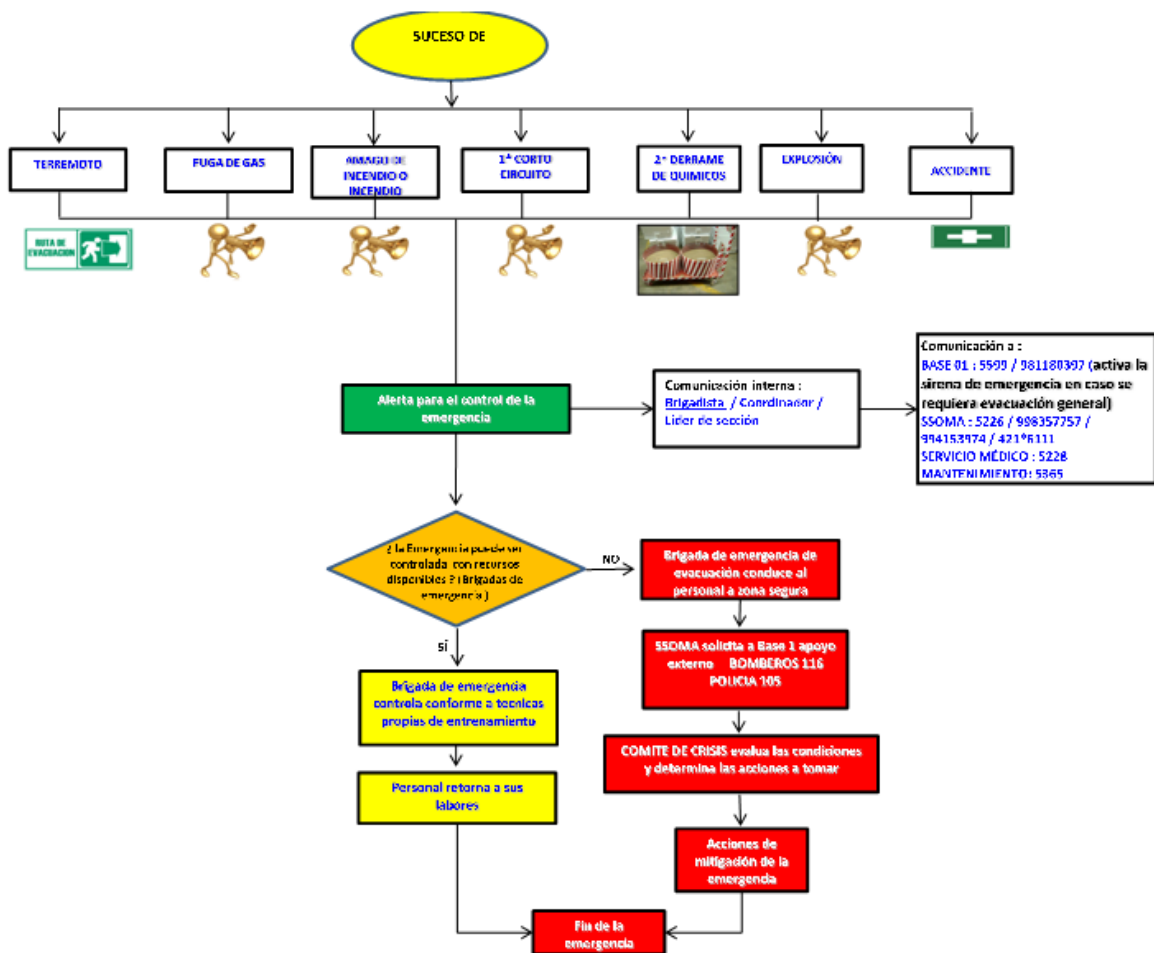 SUCESO DE
TERREMOTO
FUGA DE GAS
AMAGO DE
INCENDIO O
INCENDIO
1ª CORTO
CIRCUITO
2ª DERRAME
DE QUIMICOS
EXPLOSIÓN
ACCIDENTE
RUTA DE
EVACUACIÓN
Alerta para el control de la
emergencia
Comunicación interna :
Brigadista / Coordinador /
Lider de sección
Comunicación a :
BASE 01 : 5599 / 981180397 (activa la
sirena de emergencia en caso se
requiera evacuación general)
SSOMA : 5226 / 998357757 /
994153974 / 421*6111
SERVICIO MÉDICO : 5228
MANTENIMIENTO: 5365
¿ la Emergencia puede ser
controlada con recursos
disponibles ? (Brigadas de
emergencia )
NO
SÍ
Brigada de emergencia de
evacuación conduce al
personal a zona segura
SSOMA solicita a Base 1 apoyo
externo BOMBEROS 116
POLICIA 105
Brigada de emergencia
controla conforme a tecnicas
propias de entrenamiento
COMITE DE CRISIS evalua las condiciones
y determina las acciones a tomar
Personal retorna a sus
labores
Acciones de
mitigación de la
emergencia
Fin de la
emergencia